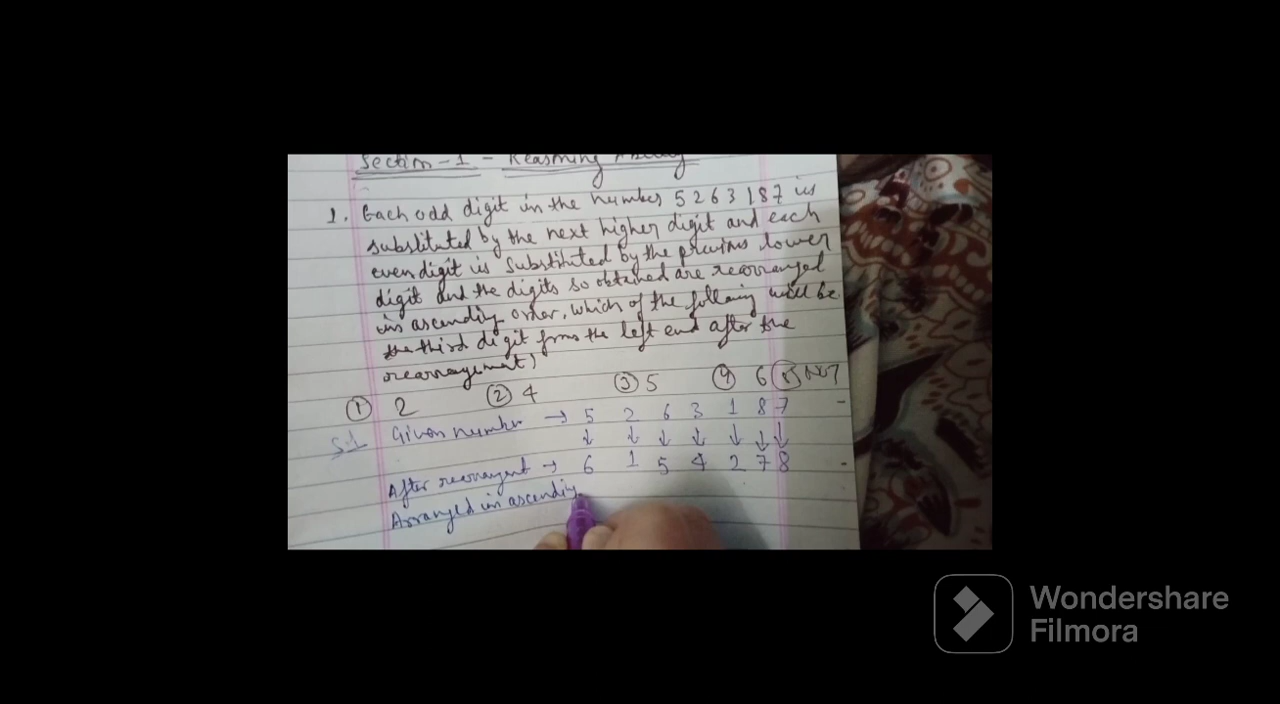 Section-1 - Reasoning Ability
1. Each odd digit in the number 5263187 is
substituted by the next higher digit and each
even digit is substituted by the previous lower
digit and the digits so obtained are rearranged
in ascending order, which of the following will be
the third digit from the left end after the
rearrangement)
① 2 ② 4 ③ 5 ④ 6 ⑤ NOT
S-1 Given number → 5 2 6 3 1 8 7
↓ ↓ ↓ ↓ ↓ ↓ ↓
After rearrangent → 6 1 5 4 2 7 8
Arranged in ascending
Wondershare
Filmora